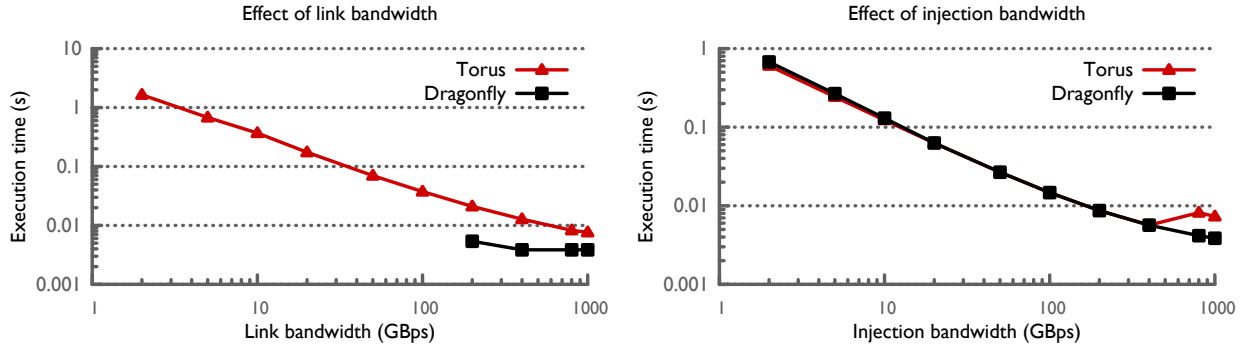 Effect of link bandwidth
10
1
0.1
0.01
0.001
Execution time (s)
Torus
Dragonfly
1 10 100 1000
Link bandwidth (GBps)
Effect of injection bandwidth
1
0.1
0.01
0.001
Execution time (s)
Torus
Dragonfly
1 10 100 1000
Injection bandwidth (GBps)